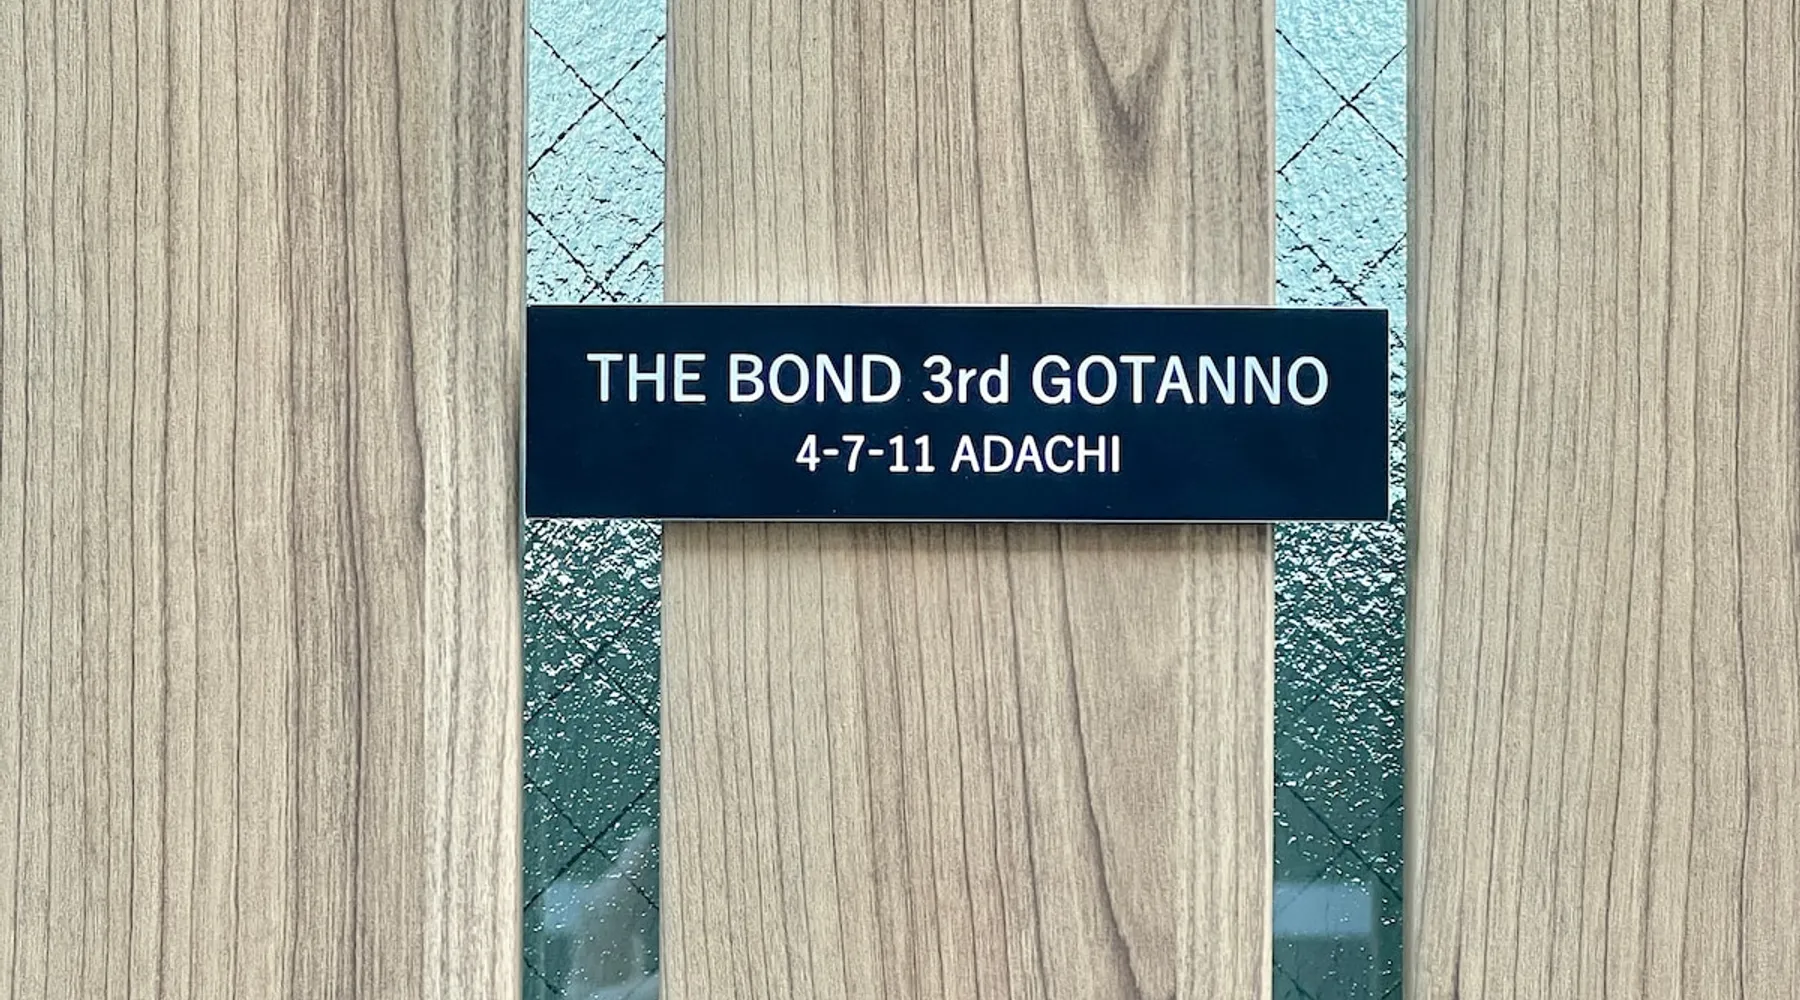 THE BOND 3rd GOTANNO
4-7-11 ADACHI